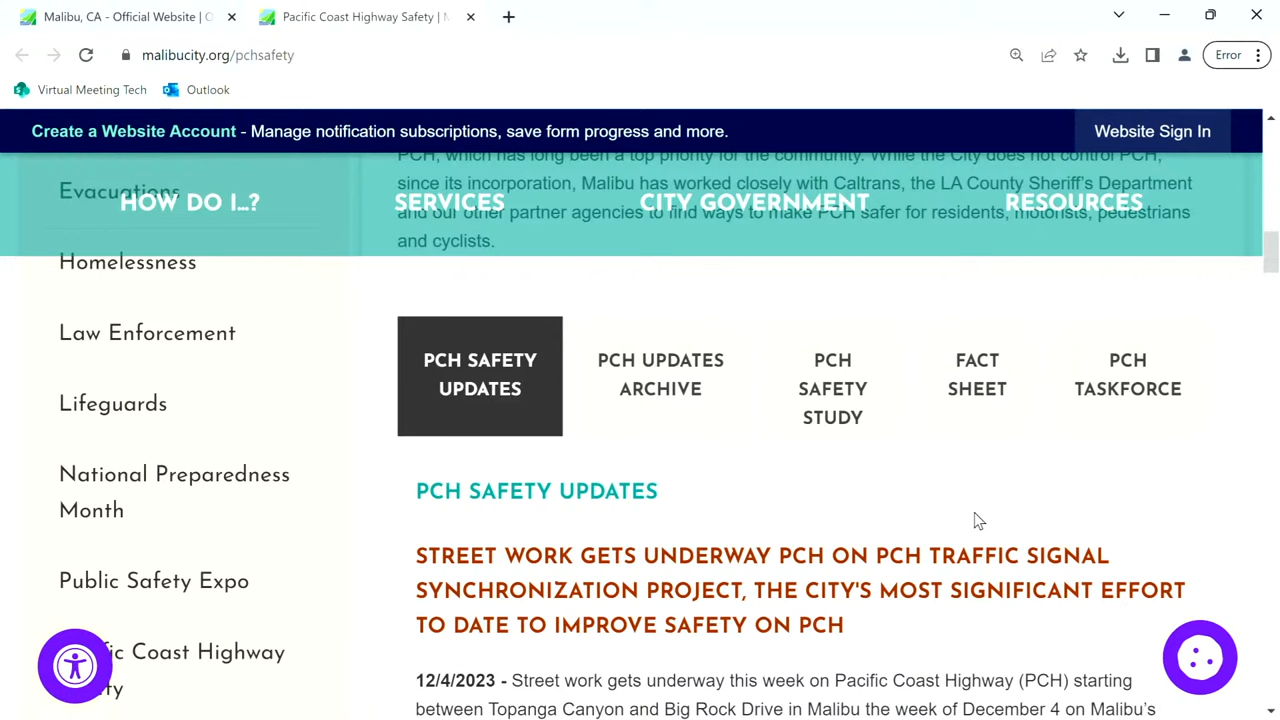 Malibu, CA - Official Website | O
Pacific Coast Highway Safety | M
malibucity.org/pchsafety
Error
Virtual Meeting Tech
Outlook
Create a Website Account - Manage notification subscriptions, save form progress and more.
Website Sign In
PCH, which has long been a top priority for the community. While the City does not control PCH,
since its incorporation, Malibu has worked closely with Caltrans, the LA County Sheriff's Department
and our other partner agencies to find ways to make PCH safer for residents, motorists, pedestrians
and cyclists.
HOW DO I...?
SERVICES
CITY GOVERNMENT
RESOURCES
Evacuations
Homelessness
Law Enforcement
Lifeguards
National Preparedness
Month
Public Safety Expo
fic Coast Highway
ty
PCH SAFETY
UPDATES
PCH UPDATES
ARCHIVE
PCH
SAFETY
STUDY
FACT
SHEET
PCH
TASKFORCE
PCH SAFETY UPDATES
STREET WORK GETS UNDERWAY PCH ON PCH TRAFFIC SIGNAL
SYNCHRONIZATION PROJECT, THE CITY'S MOST SIGNIFICANT EFFORT
TO DATE TO IMPROVE SAFETY ON PCH
12/4/2023 - Street work gets underway this week on Pacific Coast Highway (PCH) starting
between Topanga Canyon and Big Rock Drive in Malibu the week of December 4 on Malibu's